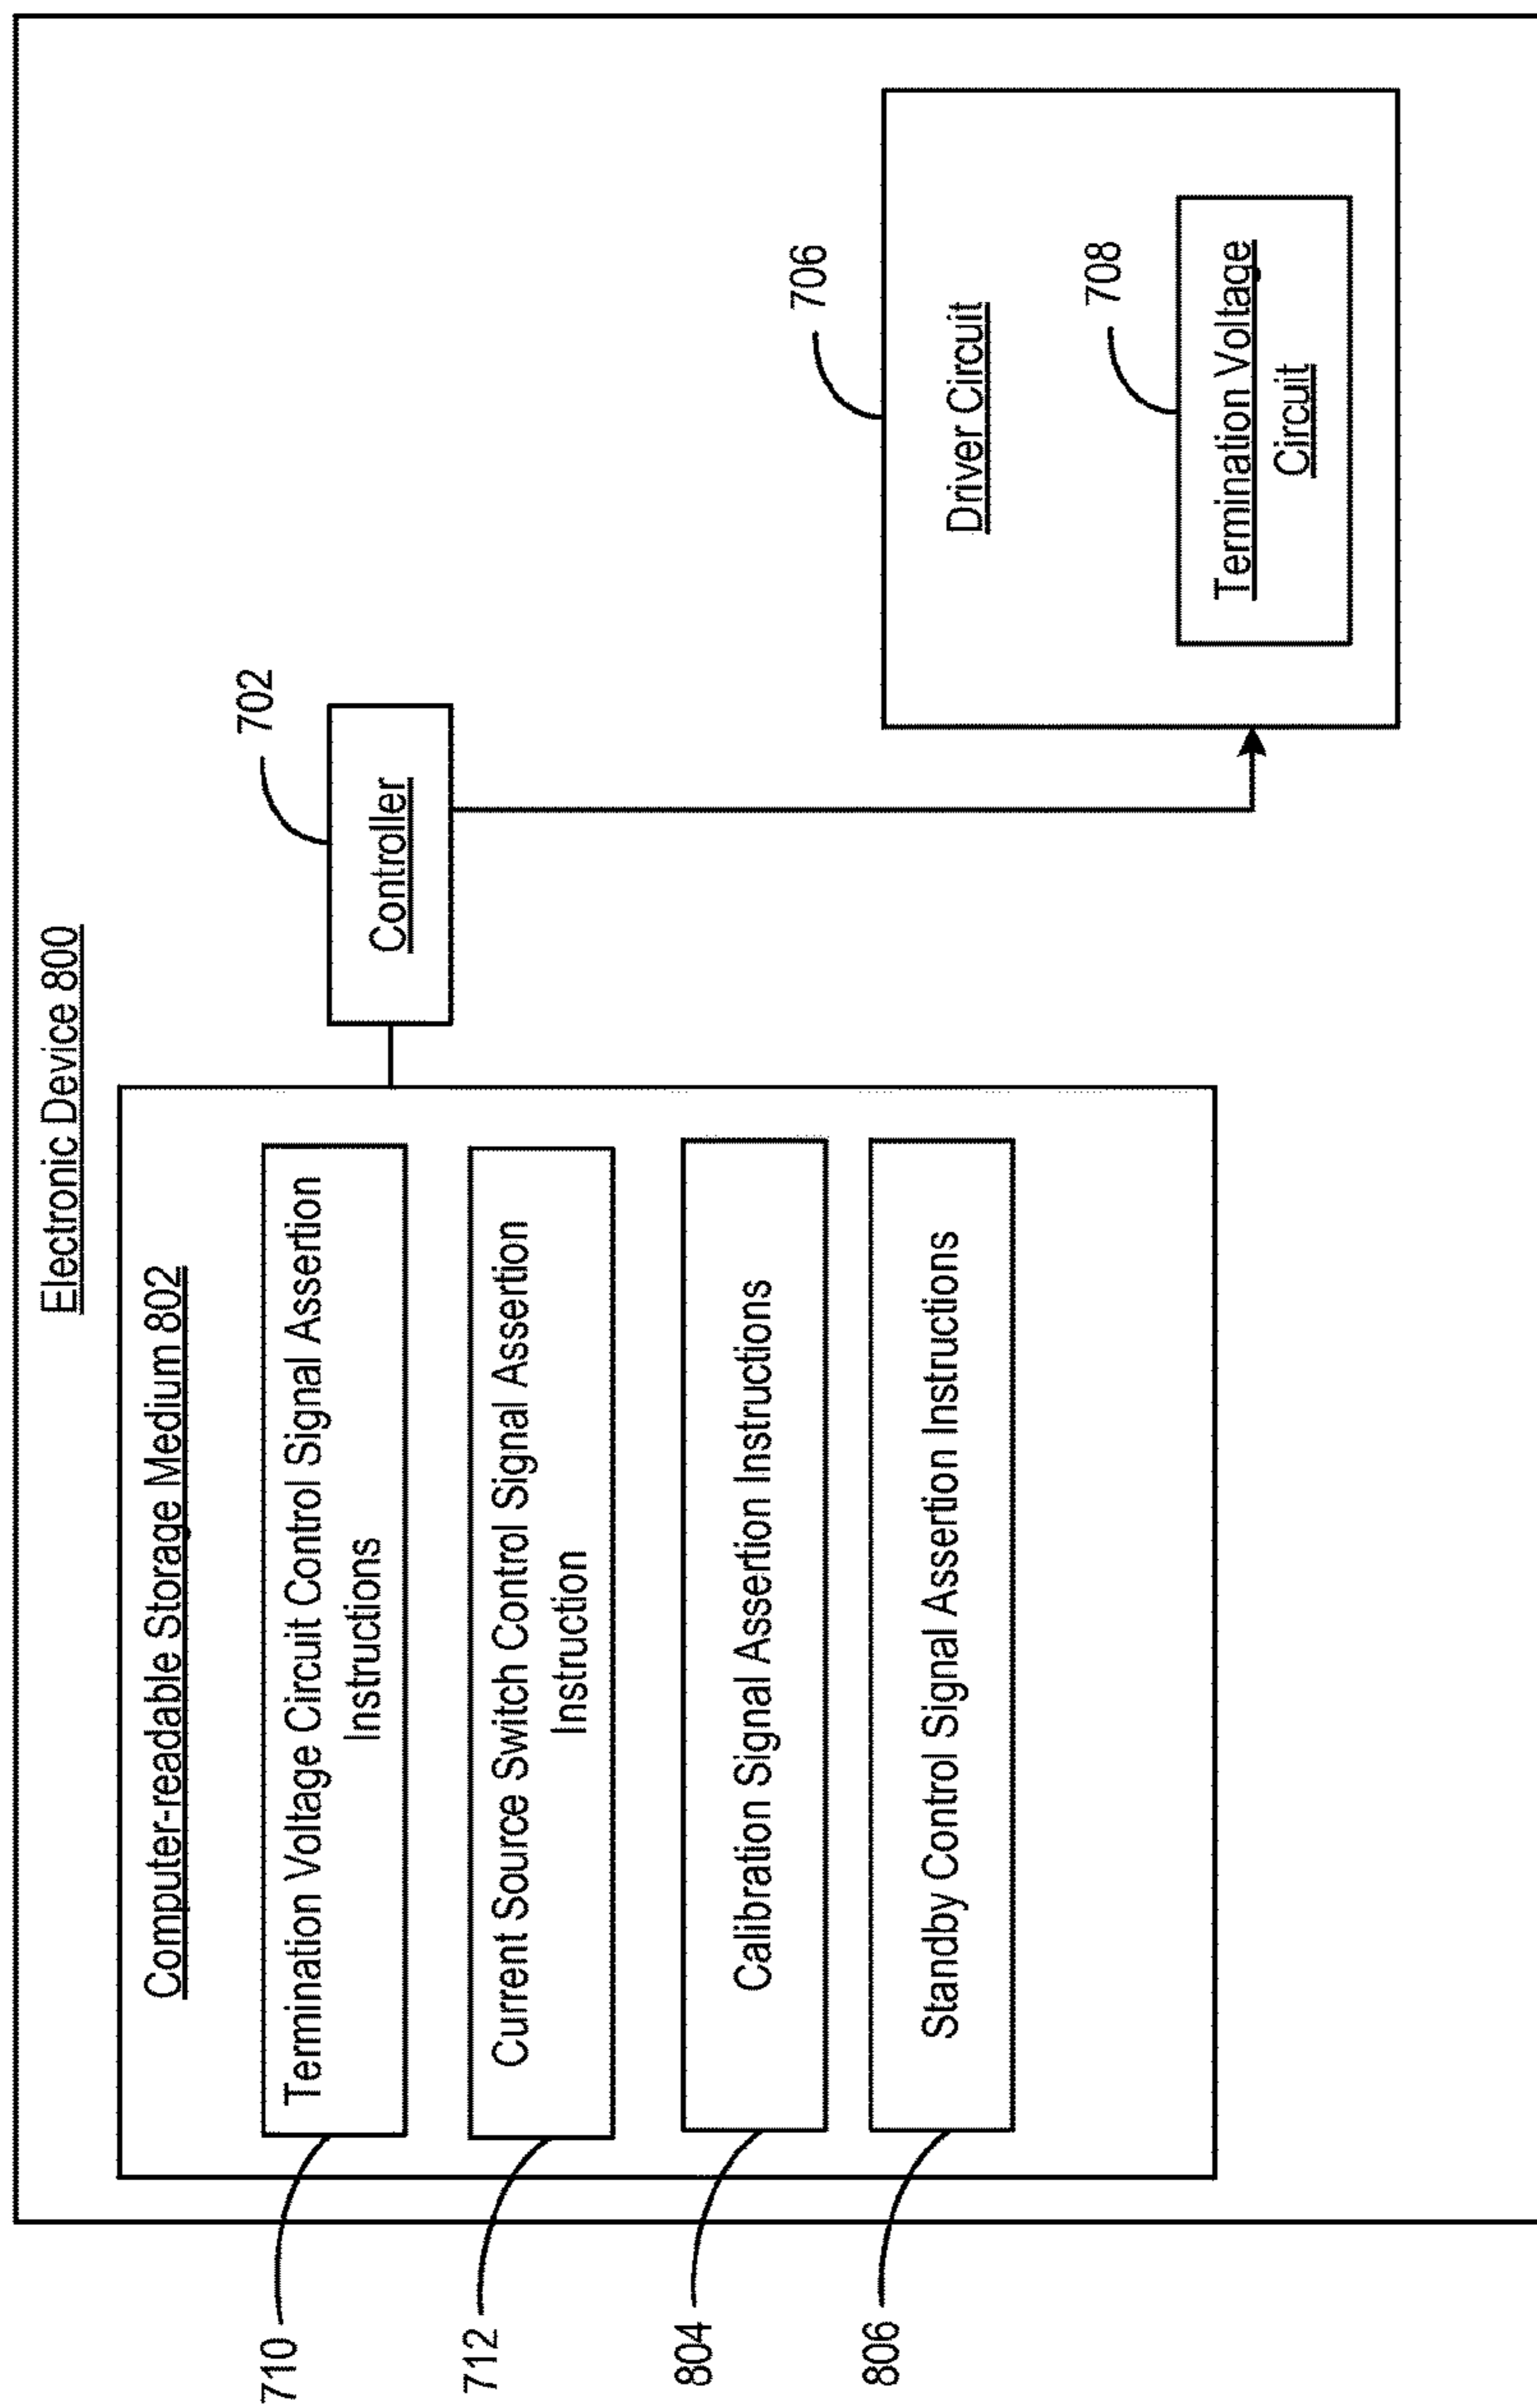 Electronic Device 800
Computer-readable Storage Medium 802
710
Termination Voltage Circuit Control Signal Assertion
Instructions
712
Current Source Switch Control Signal Assertion
Instruction
804
Calibration Signal Assertion Instructions
806
Standby Control Signal Assertion Instructions
702
Controller
706
Driver Circuit
708
Termination Voltage
Circuit